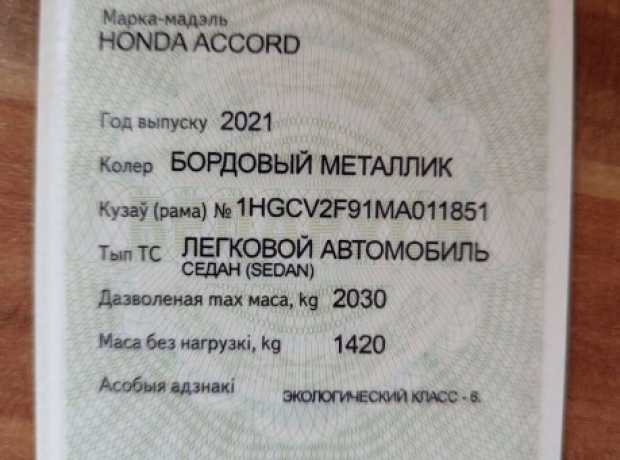 Марка-мадэль
HONDA ACCORD
Год выпуску 2021
Колер БОРДОВЫЙ МЕТАЛЛИК
Кузаў (рама) № 1HGCV2F91MA011851
Тып ТС ЛЕГКОВОЙ АВТОМОБИЛЬ
СЕДАН (SEDAN)
Дазволеная max маса, kg 2030
Маса без нагрузкі, kg 1420
Асобыя адзнакі ЭКОЛОГИЧЕСКИЙ КЛАСС - 6.